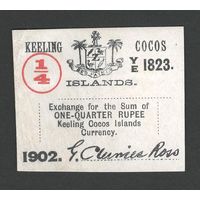 KEELING COCOS
1/4 YE 1823.
ISLANDS.
Exchange for the Sum of
ONE-QUARTER RUPEE
Keeling Cocos Islands
Currency.
1902. G. Clunies Ross